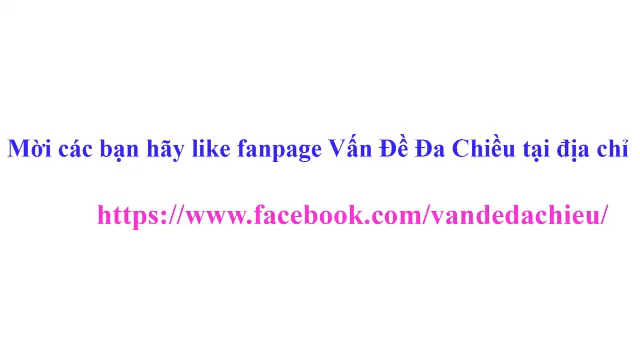 Mời các bạn hãy like fanpage Vấn Đề Đa Chiều tại địa chỉ
https://www.facebook.com/vandedachieu/